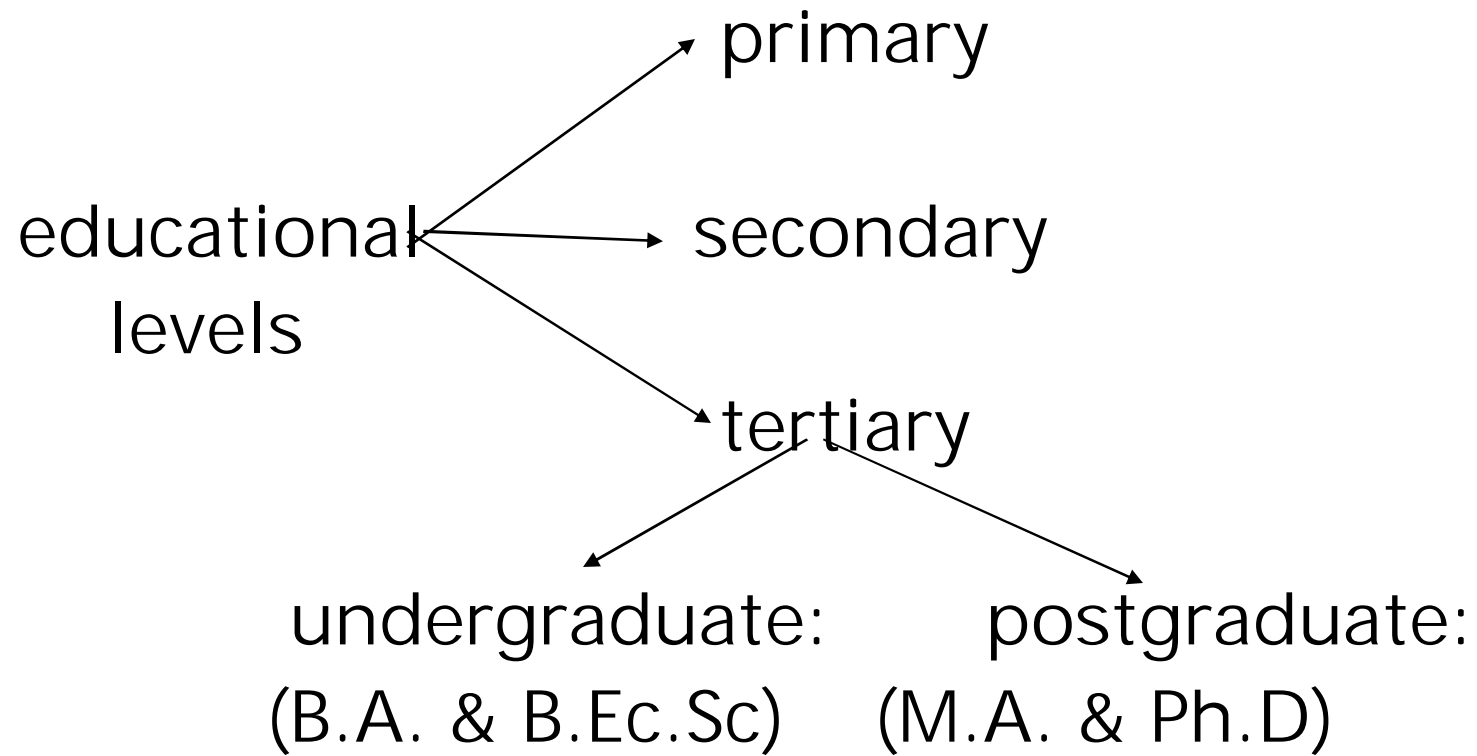 primary
educational secondary
levels
tertiary
undergraduate: postgraduate:
(B.A. & B.Ec.Sc) (M.A. & Ph.D)